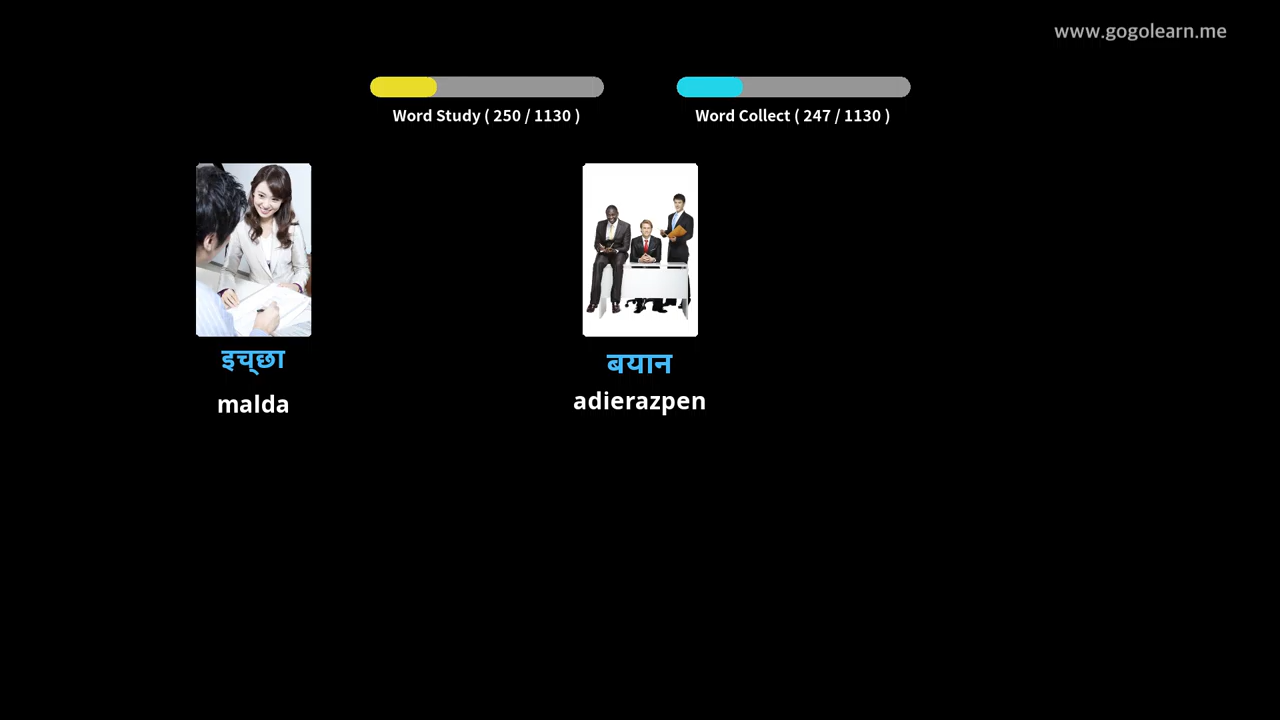 www.gogolearn.me
Word Study ( 250 / 1130 )
Word Collect ( 247 / 1130 )
इच्छा
malda
बयान
adierazpen